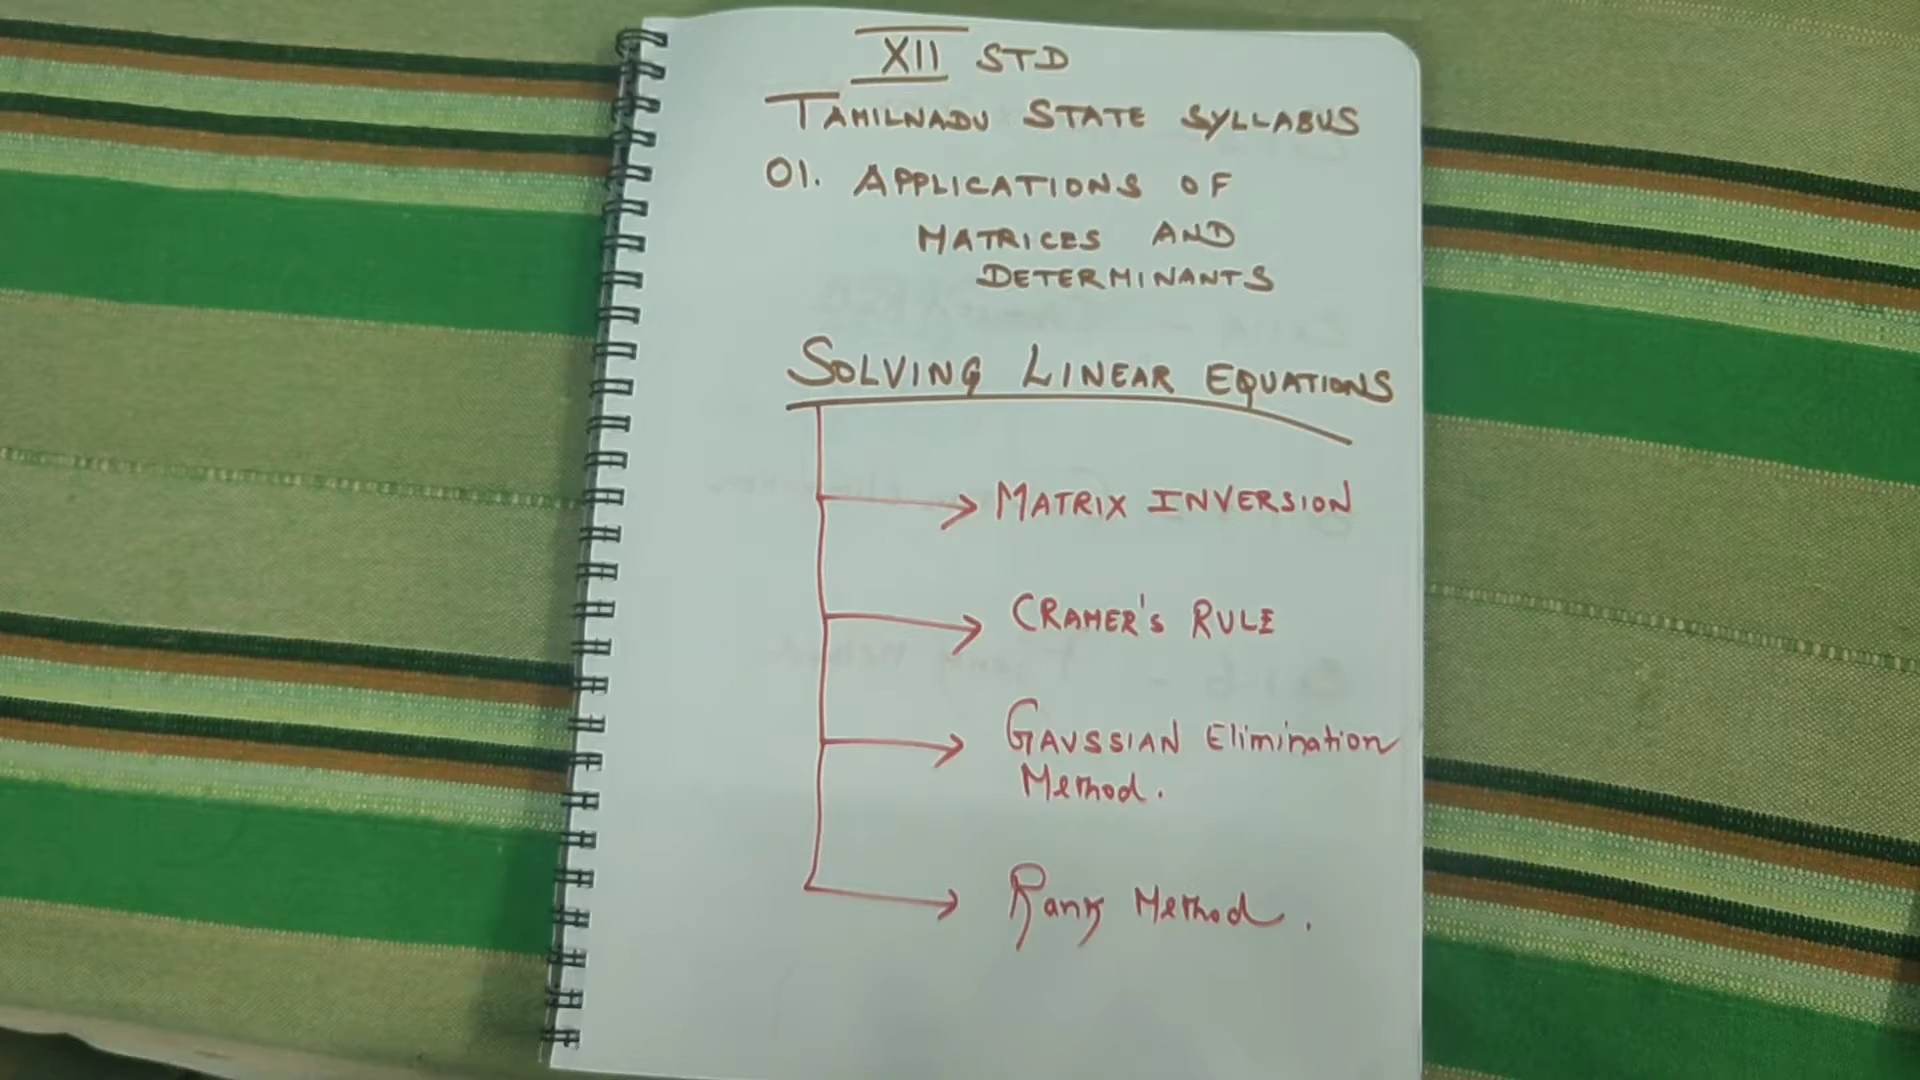 XII STD
TAMILNADU STATE SYLLABUS
01. APPLICATIONS OF
MATRICES AND
DETERMINANTS
SOLVING LINEAR EQUATIONS
MATRIX INVERSION
CRAMER'S RULE
GAUSSIAN Elimination
Method.
Rank Method.